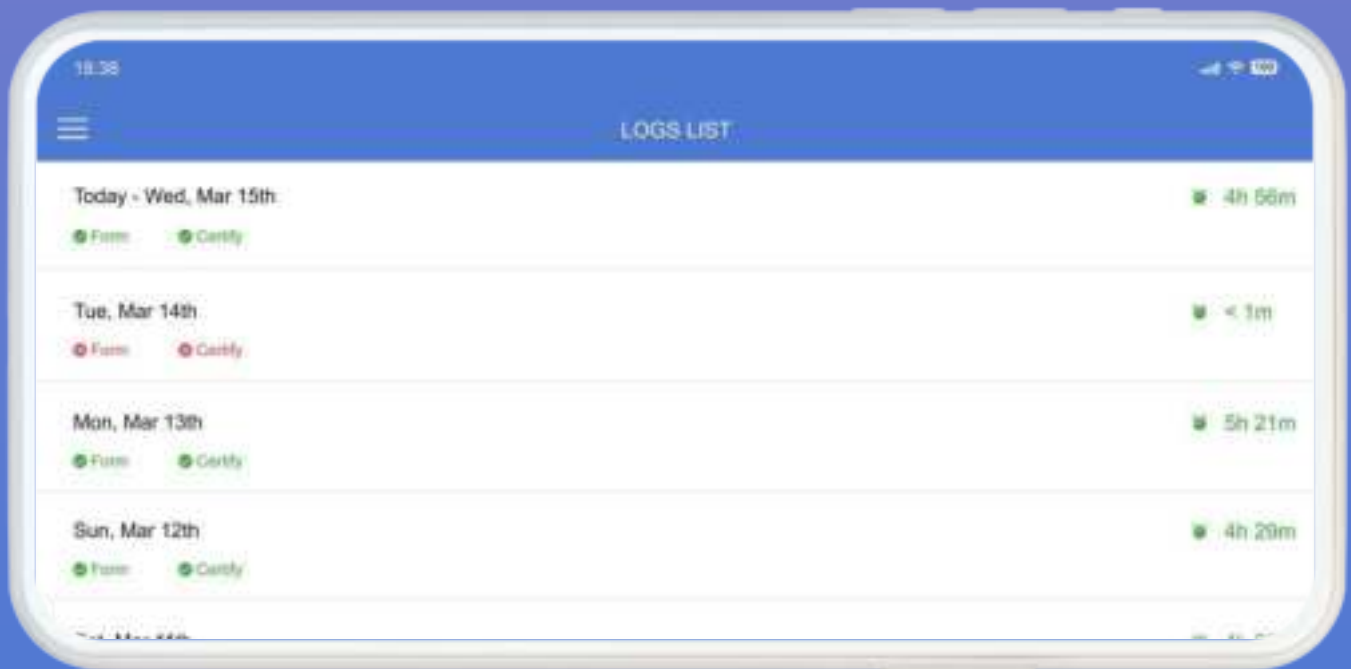 18:38
LOGS LIST
Today - Wed, Mar 15th
4h 56m
Form Certify
Tue, Mar 14th
< 1m
Form Certify
Mon, Mar 13th
5h 21m
Form Certify
Sun, Mar 12th
4h 29m
Form Certify